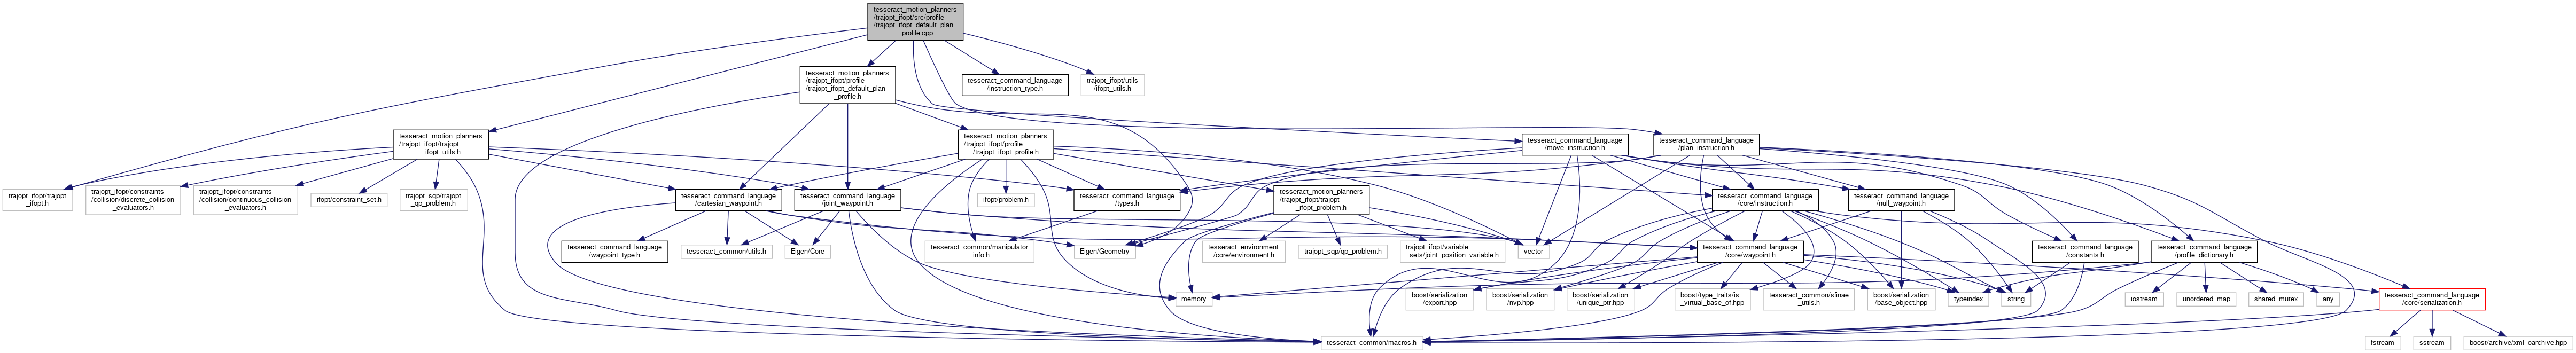 tesseract_motion_planners
/trajopt_ifopt/src/profile
/trajopt_ifopt_default_plan
_profile.cpp
tesseract_motion_planners
/trajopt_ifopt/profile
/trajopt_ifopt_default_plan
_profile.h
tesseract_command_language
/instruction_type.h
trajopt_ifopt/utils
/ifopt_utils.h
tesseract_motion_planners
/trajopt_ifopt/trajopt
_ifopt_utils.h
tesseract_motion_planners
/trajopt_ifopt/profile
/trajopt_ifopt_profile.h
tesseract_command_language
/move_instruction.h
tesseract_command_language
/plan_instruction.h
trajopt_ifopt/trajopt
_ifopt.h
trajopt_ifopt/constraints
/collision/discrete_collision
_evaluators.h
trajopt_ifopt/constraints
/collision/continuous_collision
_evaluators.h
ifopt/constraint_set.h
trajopt_sqp/trajopt
_qp_problem.h
tesseract_command_language
/cartesian_waypoint.h
tesseract_command_language
/joint_waypoint.h
ifopt/problem.h
tesseract_command_language
/types.h
tesseract_motion_planners
/trajopt_ifopt/trajopt
_ifopt_problem.h
tesseract_command_language
/core/instruction.h
tesseract_command_language
/null_waypoint.h
tesseract_command_language
/waypoint_type.h
tesseract_common/utils.h
Eigen/Core
tesseract_common/manipulator
_info.h
Eigen/Geometry
tesseract_environment
/core/environment.h
trajopt_sqp/qp_problem.h
trajopt_ifopt/variable
_sets/joint_position_variable.h
vector
tesseract_command_language
/core/waypoint.h
tesseract_command_language
/constants.h
tesseract_command_language
/profile_dictionary.h
memory
boost/serialization
/export.hpp
boost/serialization
/nvp.hpp
boost/serialization
/unique_ptr.hpp
boost/type_traits/is
_virtual_base_of.hpp
tesseract_common/sfinae
_utils.h
boost/serialization
/base_object.hpp
typeindex
string
iostream
unordered_map
shared_mutex
any
tesseract_command_language
/core/serialization.h
tesseract_common/macros.h
fstream
sstream
boost/archive/xml_oarchive.hpp